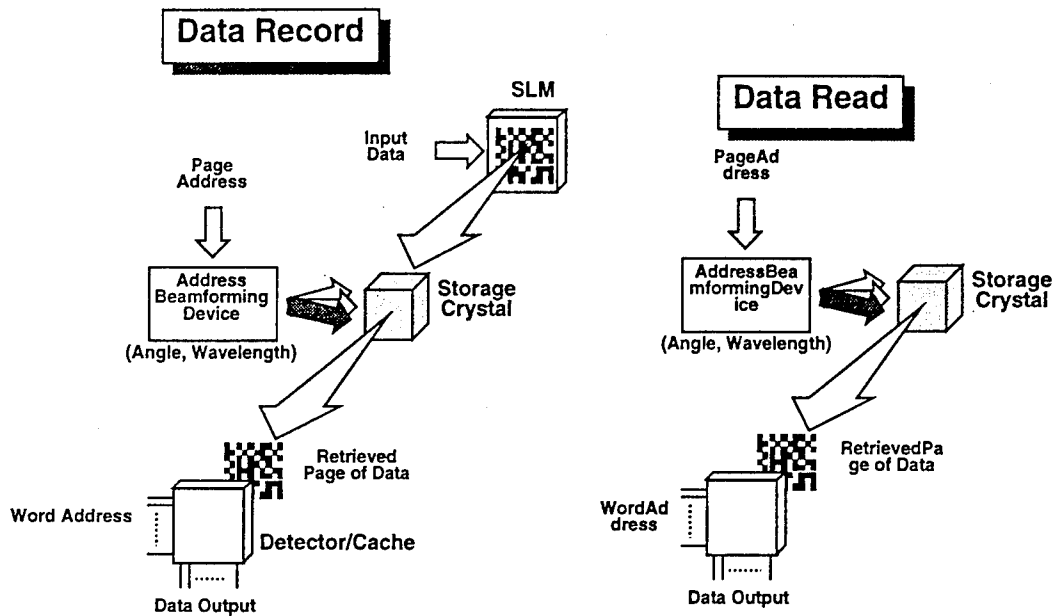 Data Record
SLM
Input
Data
Page
Address
Address
Beamforming
Device
(Angle, Wavelength)
Storage
Crystal
Retrieved
Page of Data
Word Address
Detector/Cache
Data Output
Data Read
PageAd
dress
AddressBea
mformingDev
ice
(Angle, Wavelength)
Storage
Crystal
RetrievedPa
ge of Data
WordAd
dress
Data Output